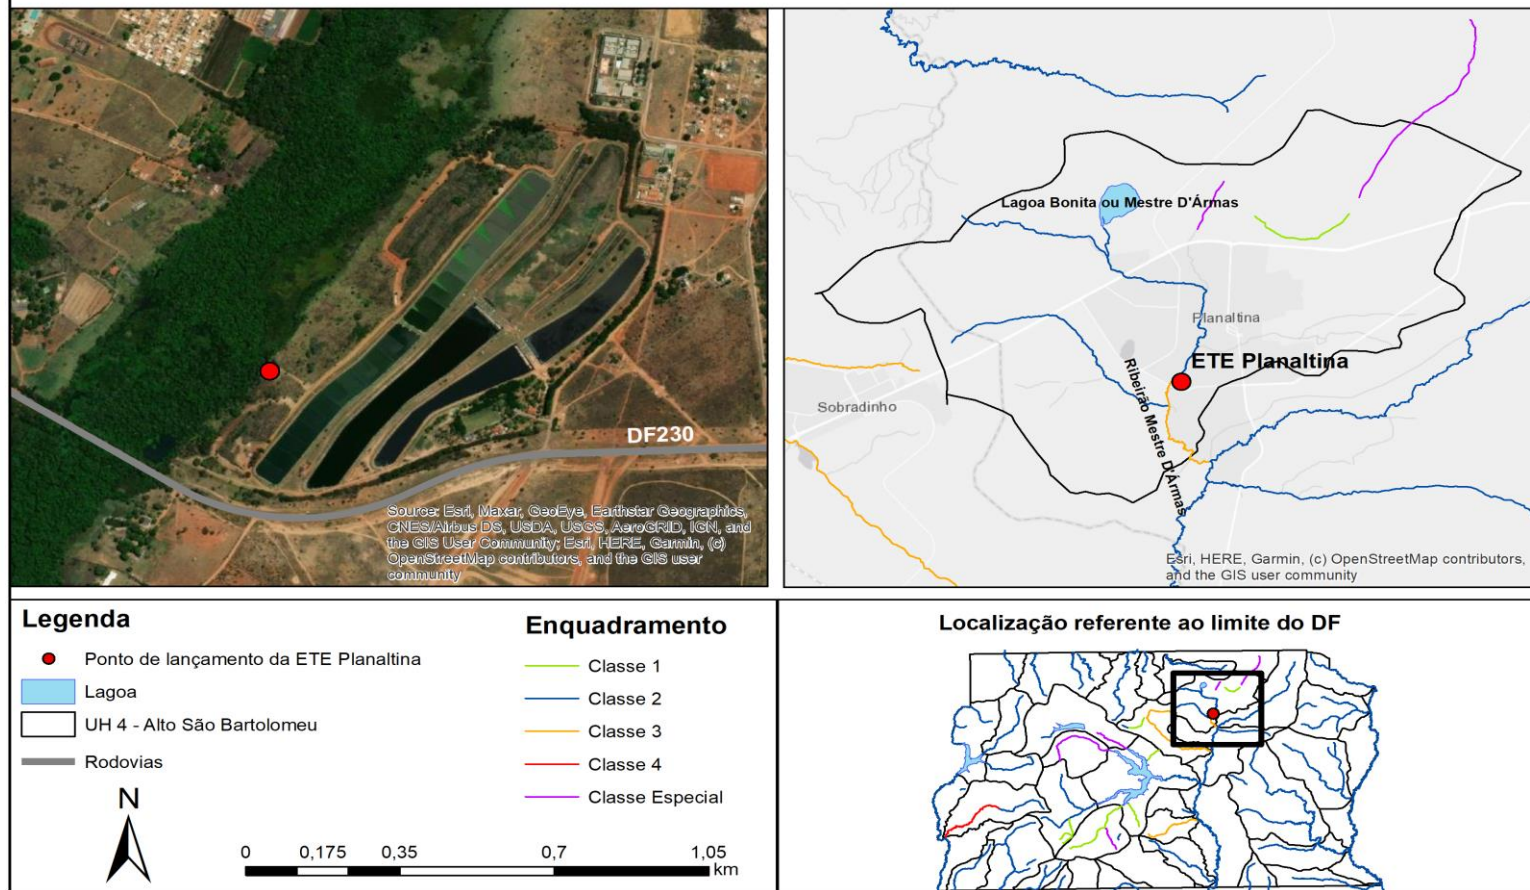 DF230
Source: Esri, Maxar, GeoEye, Earthstar Geographics,
CNES/Airbus DS, USDA, USGS, AeroGRID, IGN, and
the GIS User Community; Esri, HERE, Garmin, (c)
OpenStreetMap contributors, and the GIS user
community
Lagoa Bonita ou Mestre D'Ármas
Planaltina
ETE Planaltina
Ribeirão Mestre D'Ármas
Sobradinho
Esri, HERE, Garmin, (c) OpenStreetMap contributors,
and the GIS user community
Legenda
Ponto de lançamento da ETE Planaltina
Lagoa
UH 4 - Alto São Bartolomeu
Rodovias
N
0 0,175 0,35 0,7 1,05
km
Enquadramento
Classe 1
Classe 2
Classe 3
Classe 4
Classe Especial
Localização referente ao limite do DF